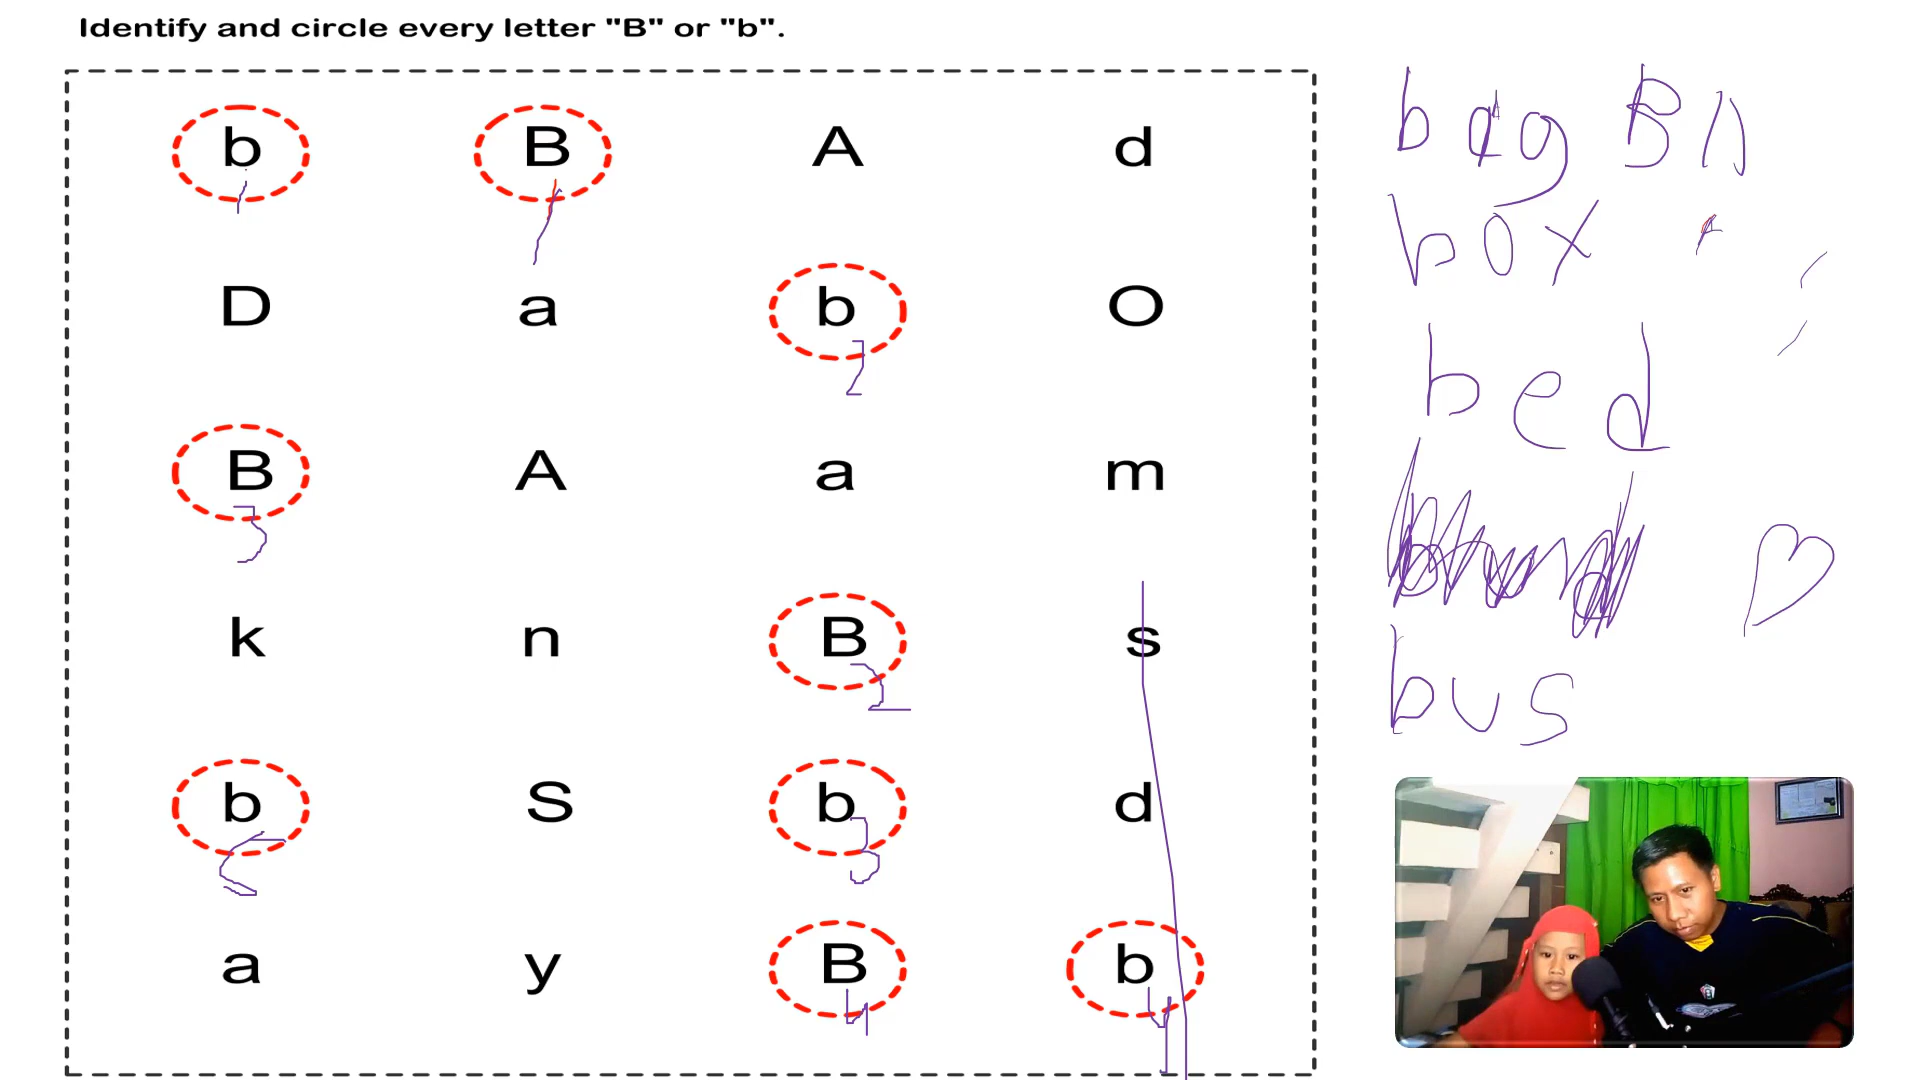 Identify and circle every letter "B" or "b".
b B A d
D a b O
B A a m
k n B s
b S b d
a y B b
bag B
box
bed
bus